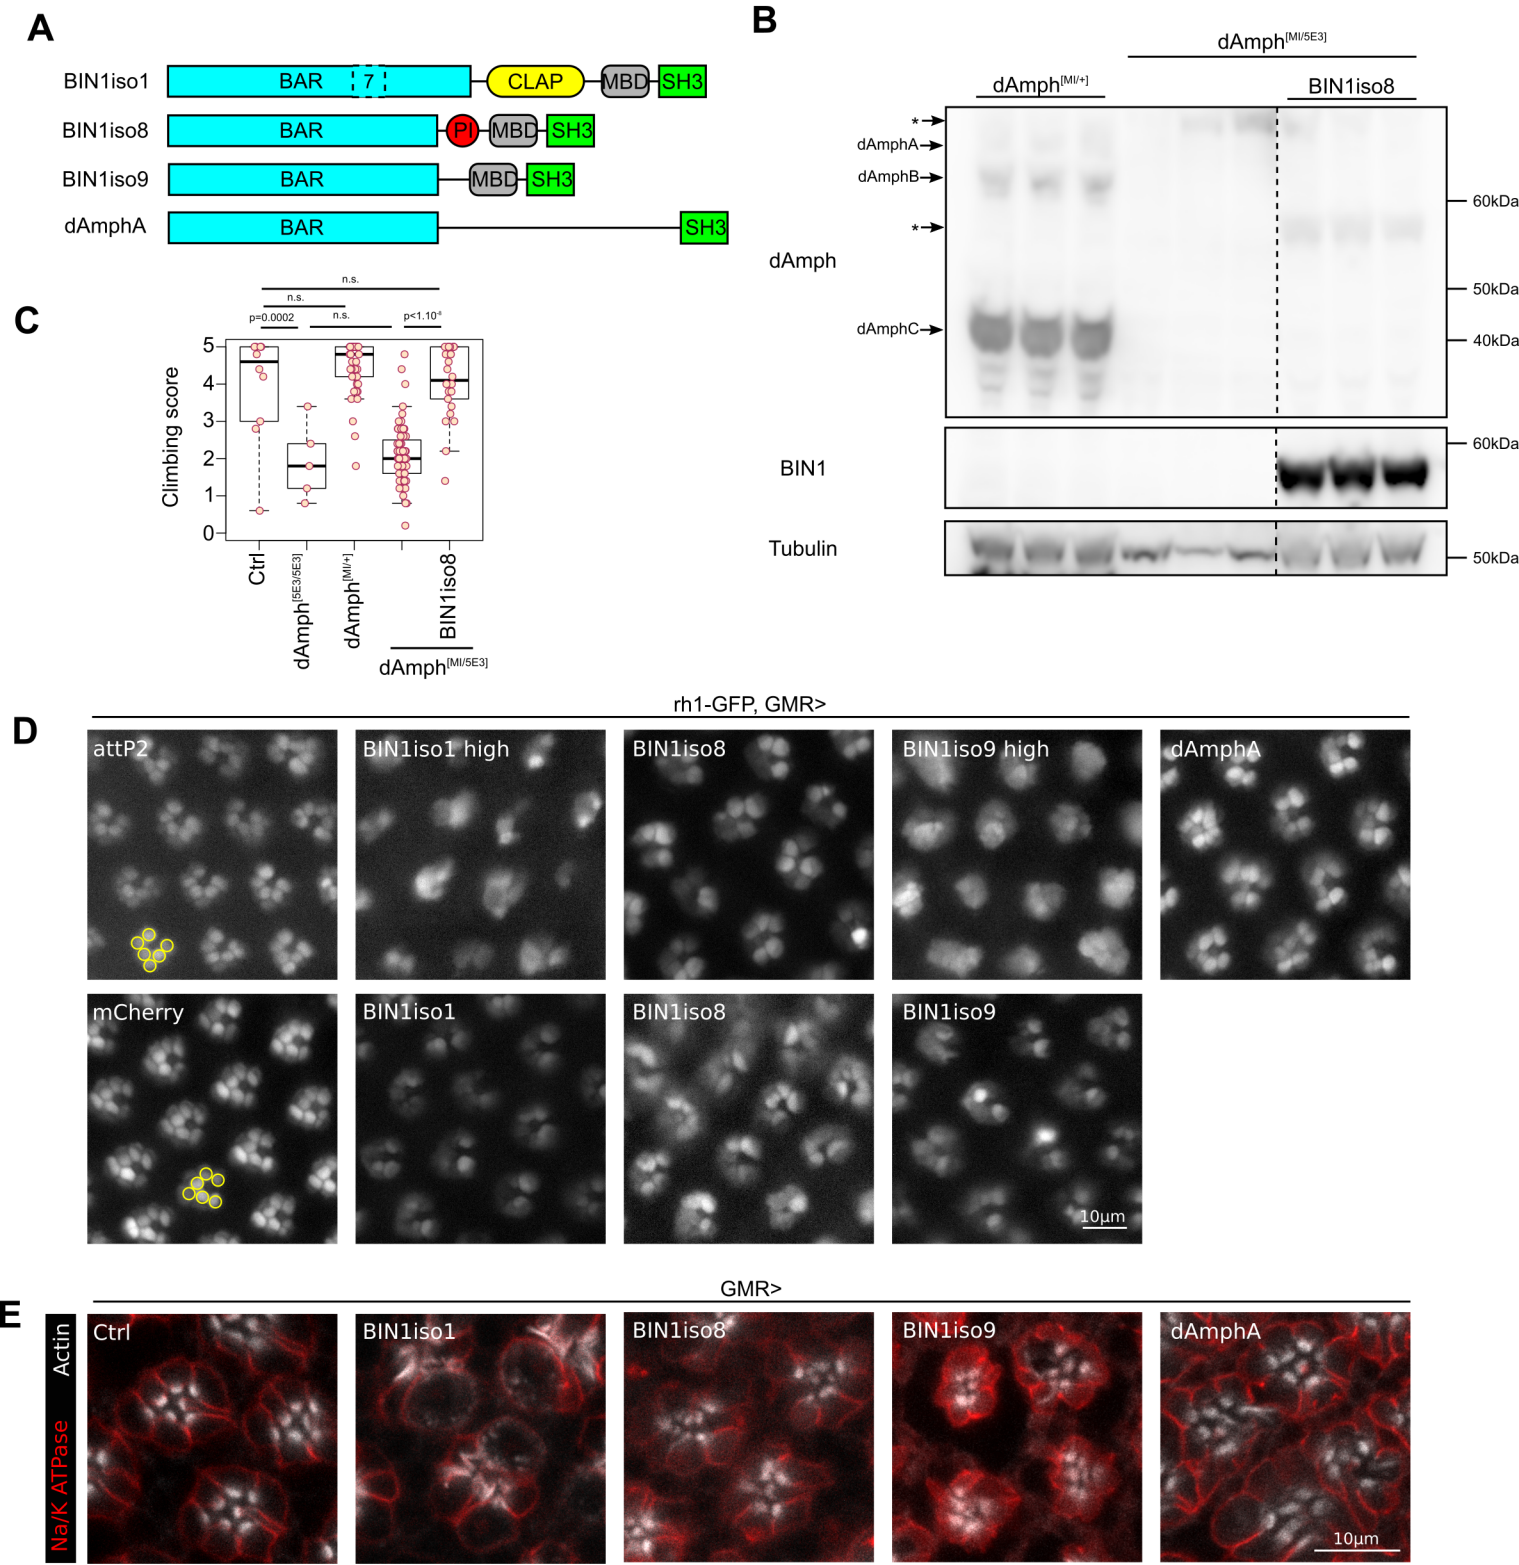 A
BIN1iso1 BAR 7 CLAP MBD SH3
BIN1iso8 BAR PI MBD SH3
BIN1iso9 BAR MBD SH3
dAmphA BAR SH3
B
dAmph[MI/5E3]
dAmph[MI/+]
BIN1iso8
*
dAmphA
dAmphB
*
dAmphC
dAmph
60kDa
50kDa
40kDa
BIN1
60kDa
Tubulin
50kDa
C
n.s.
n.s.
p=0.0002 n.s. p<1.10-6
Climbing score
5
4
3
2
1
0
Ctrl
dAmph[5E3/5E3]
dAmph[MI/+]
BIN1iso8
dAmph[MI/5E3]
D
rh1-GFP, GMR>
attP2 BIN1iso1 high BIN1iso8 BIN1iso9 high dAmphA
mCherry BIN1iso1 BIN1iso8 BIN1iso9
10µm
E
GMR>
Na/K ATPase Actin
Ctrl BIN1iso1 BIN1iso8 BIN1iso9 dAmphA
10µm